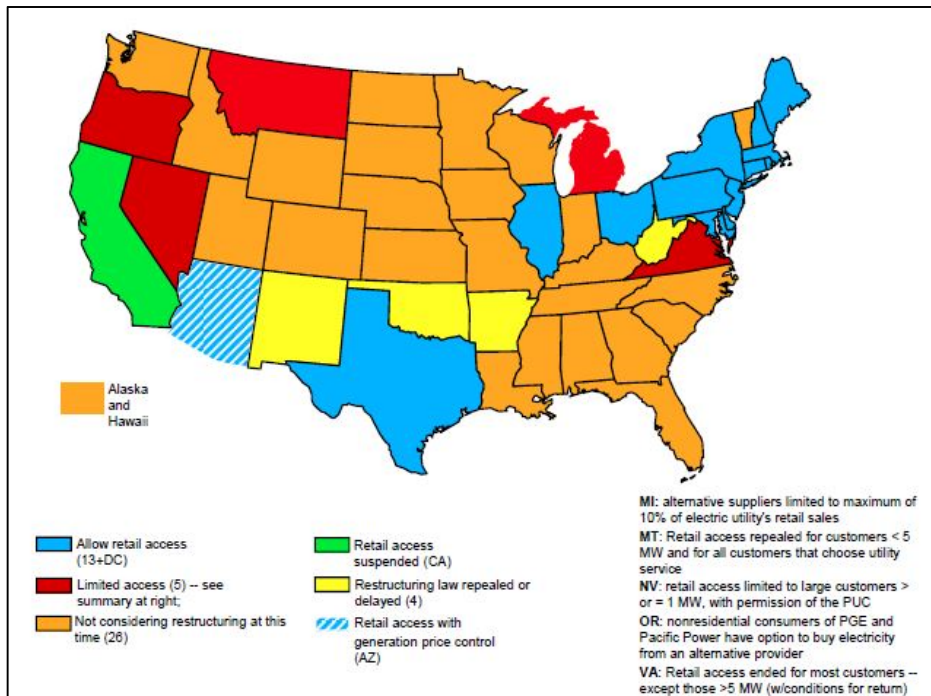 Alaska
and
Hawaii
Allow retail access
(13+DC)
Limited access (5) -- see
summary at right;
Not considering restructuring at this
time (26)
Retail access
suspended (CA)
Restructuring law repealed or
delayed (4)
Retail access with
generation price control
(AZ)
MI: alternative suppliers limited to maximum of
10% of electric utility's retail sales
MT: Retail access repealed for customers < 5
MW and for all customers that choose utility
service
NV: retail access limited to large customers >
or = 1 MW, with permission of the PUC
OR: nonresidential consumers of PGE and
Pacific Power have option to buy electricity
from an alternative provider
VA: Retail access ended for most customers --
except those >5 MW (w/conditions for return)